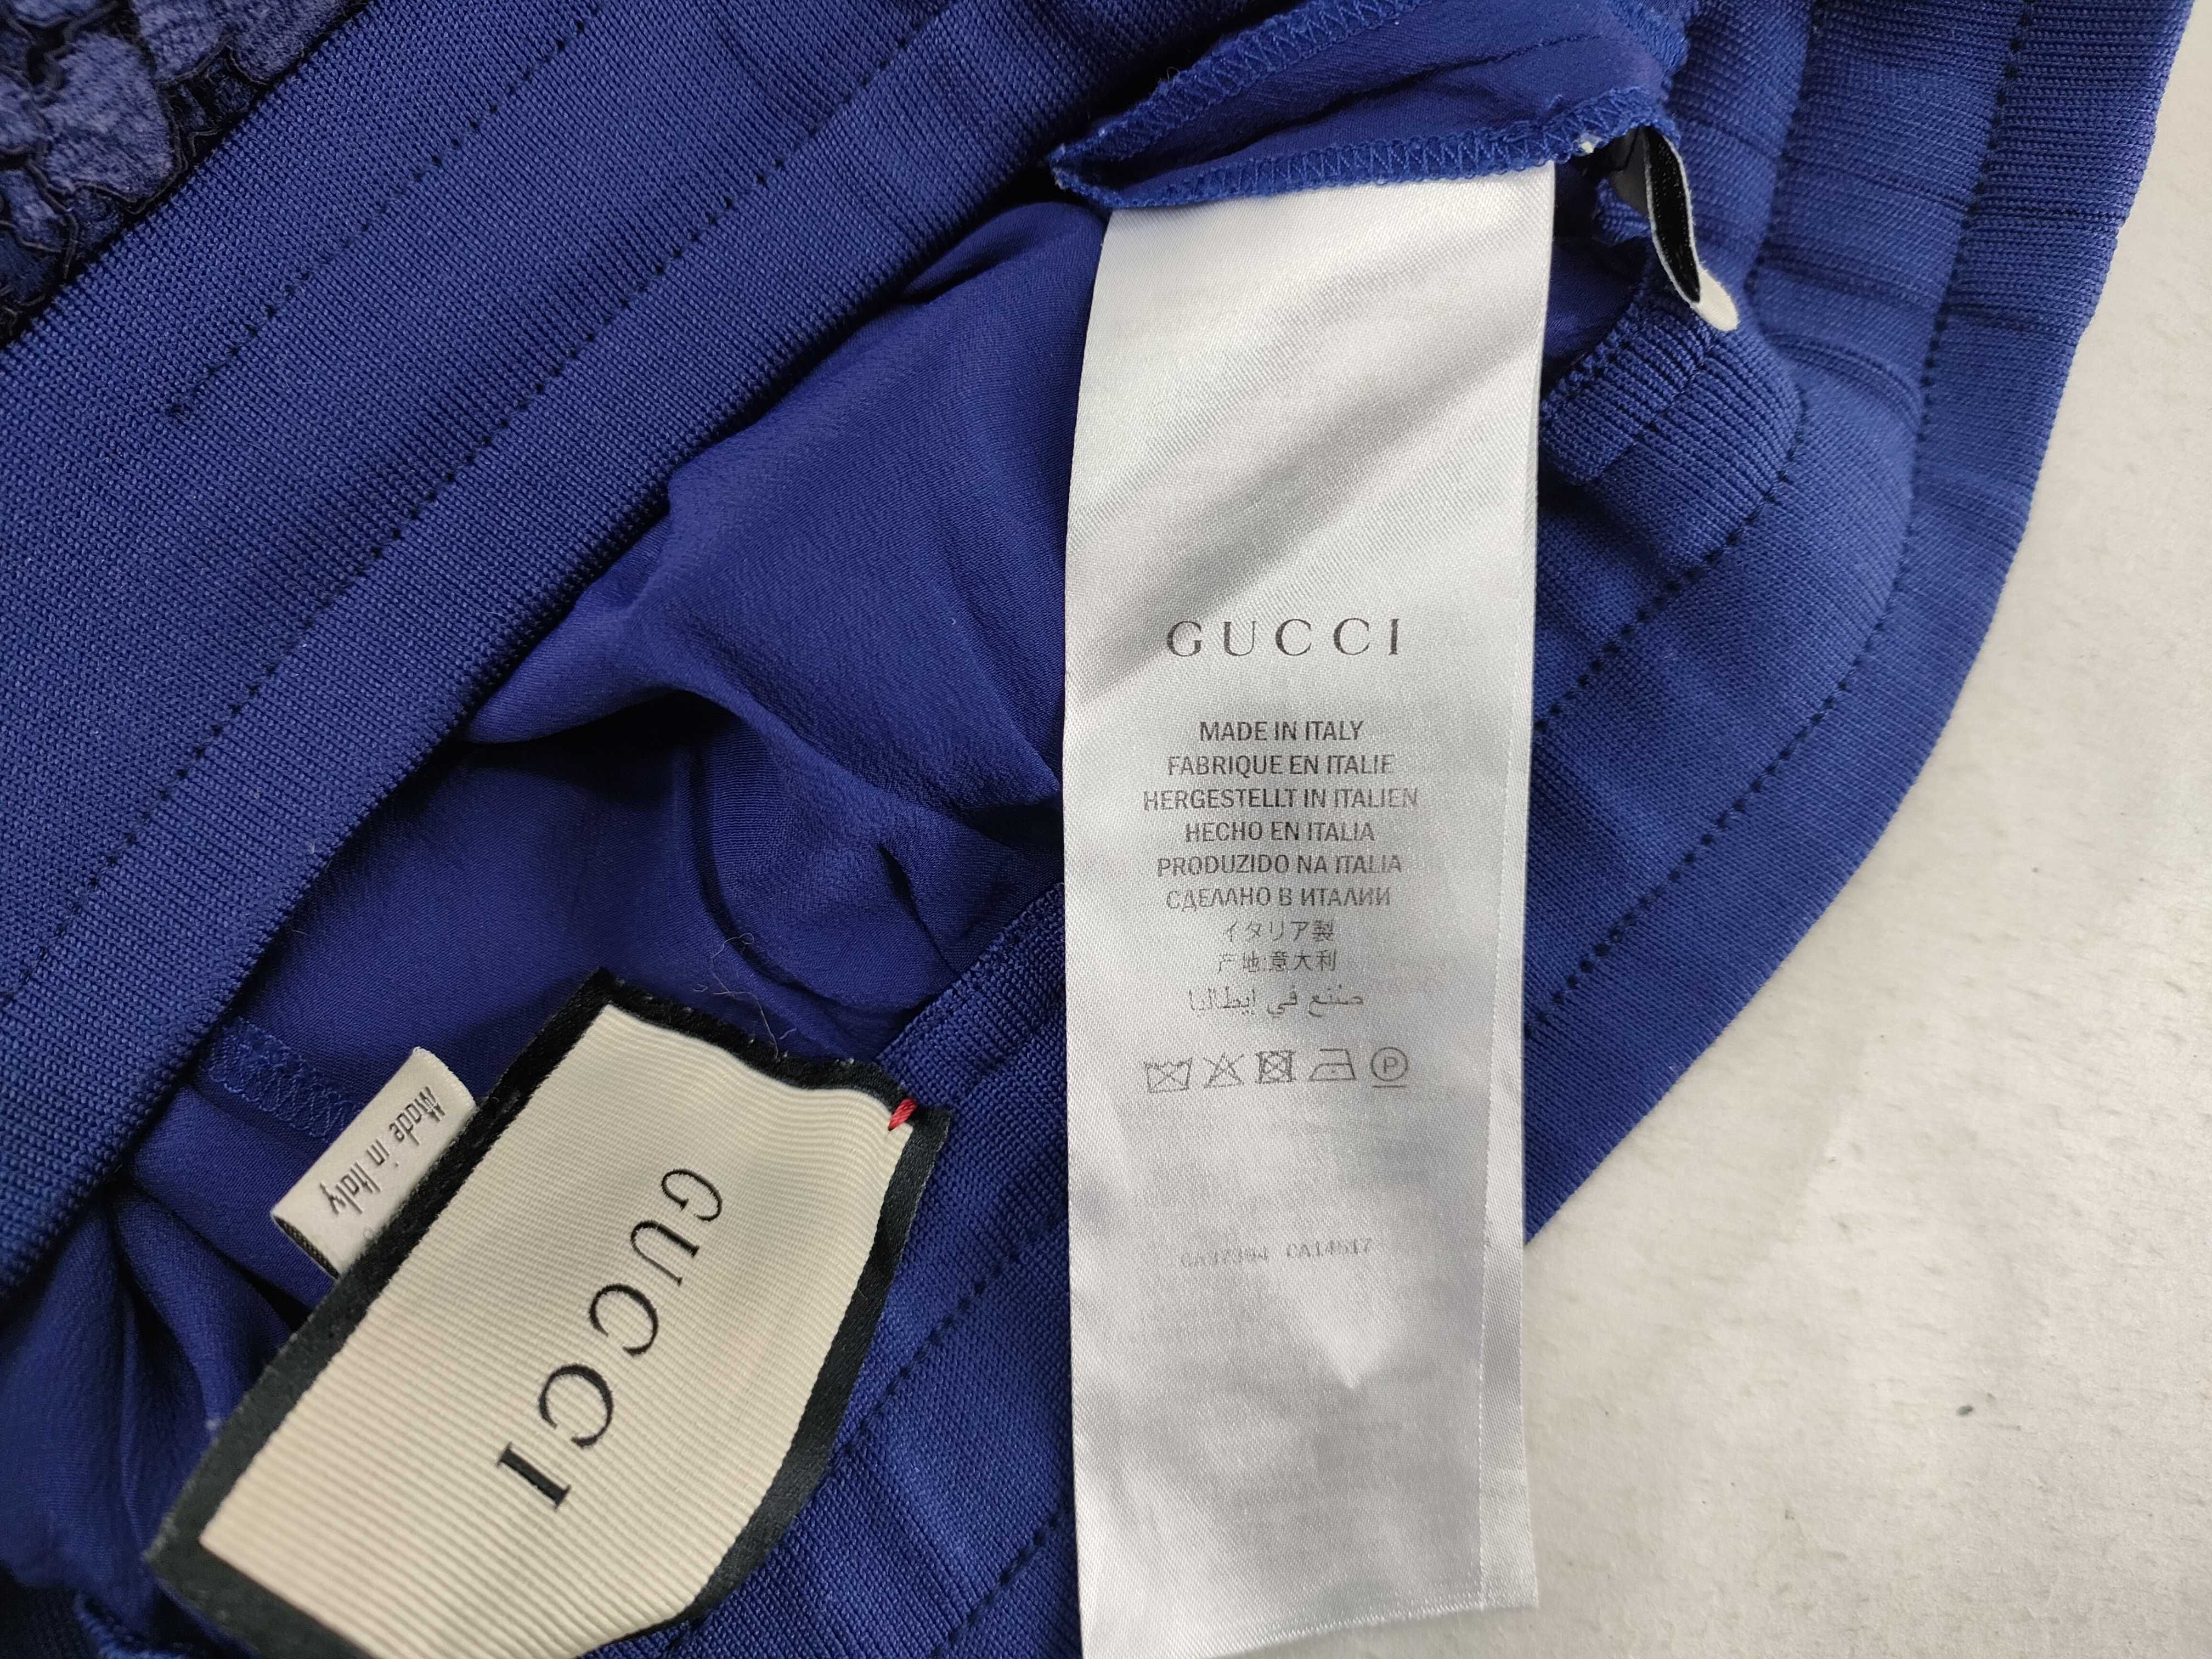 GUCCI
MADE IN ITALY
FABRIQUE EN ITALIE
HERGESTELLT IN ITALIEN
HECHO EN ITALIA
PRODUZIDO NA ITALIA
СДЕЛАНО В ИТАЛИИ
イタリア製
产地:意大利
صنع في إيطاليا
P
CA14517
Made in Italy
GUCCI